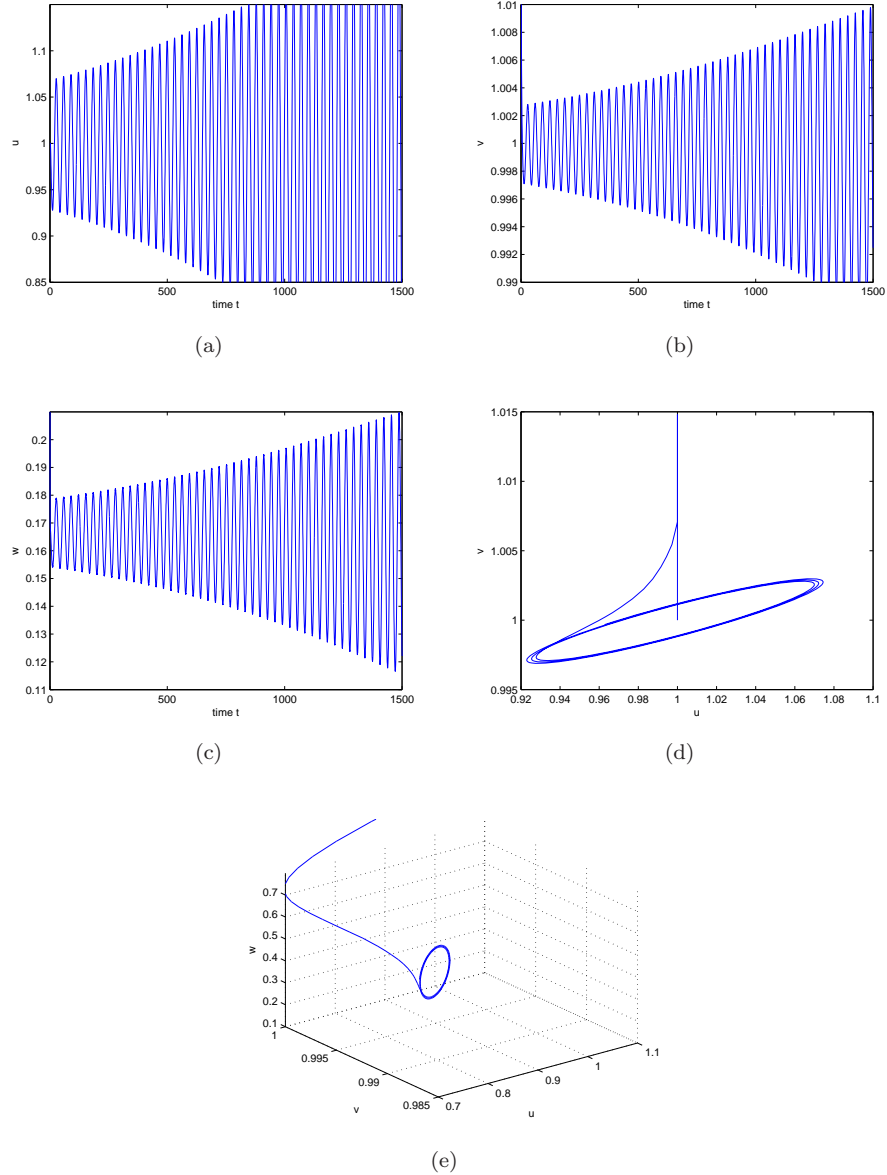 1.1
1.05
1
0.95
0.9
0.85
u
0 500 1000 1500
time t
(a)
1.01
1.008
1.006
1.004
1.002
1
0.998
0.996
0.994
0.992
0.99
v
0 500 1000 1500
time t
(b)
0.2
0.19
0.18
0.17
0.16
0.15
0.14
0.13
0.12
0.11
w
0 500 1000 1500
time t
(c)
1.015
1.01
1.005
1
0.995
v
0.92 0.94 0.96 0.98 1 1.02 1.04 1.06 1.08 1.1
u
(d)
0.7
0.6
0.5
0.4
0.3
0.2
0.1
w
1
0.995
0.99
0.985
v
0.7
0.8
0.9
1
1.1
u
(e)